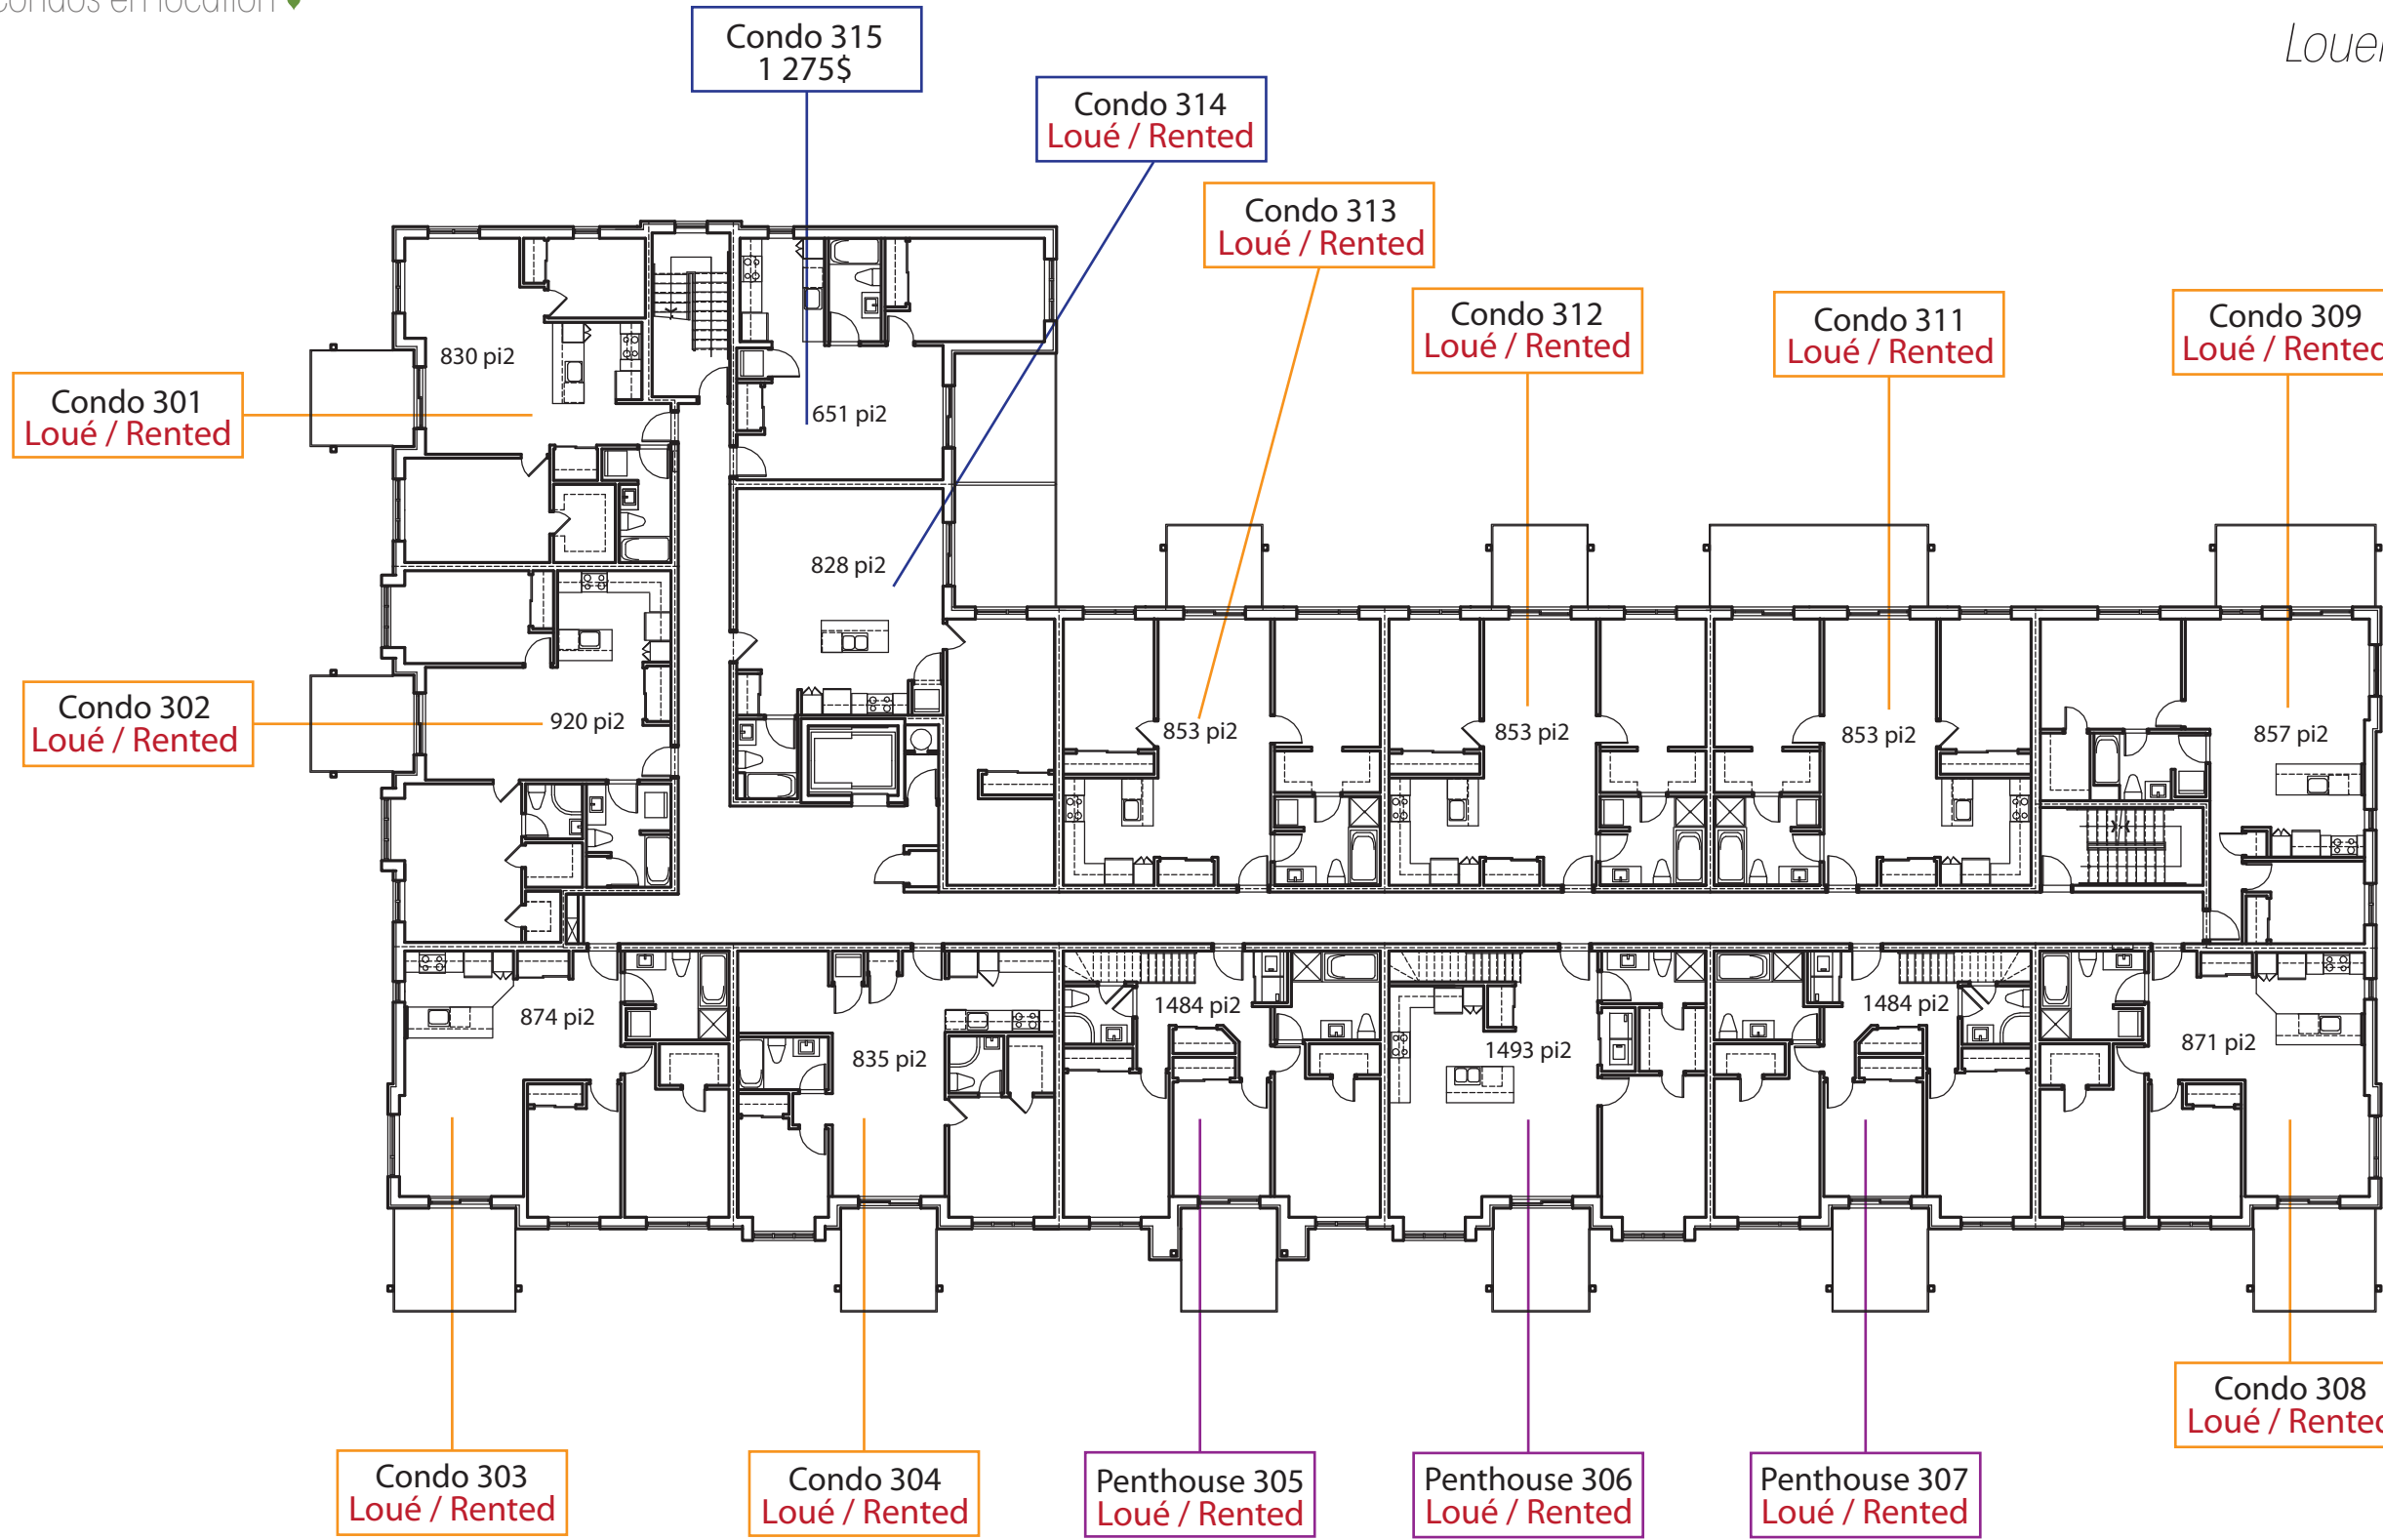 Condos en location
Louer
Condo 315
1 275$
Condo 314
Loué / Rented
Condo 313
Loué / Rented
Condo 312
Loué / Rented
Condo 311
Loué / Rented
Condo 309
Loué / Rented
830 pi2
Condo 301
Loué / Rented
651 pi2
828 pi2
Condo 302
Loué / Rented
920 pi2
853 pi2
853 pi2
853 pi2
857 pi2
874 pi2
835 pi2
1484 pi2
1493 pi2
1484 pi2
871 pi2
Condo 308
Loué / Rented
Condo 303
Loué / Rented
Condo 304
Loué / Rented
Penthouse 305
Loué / Rented
Penthouse 306
Loué / Rented
Penthouse 307
Loué / Rented